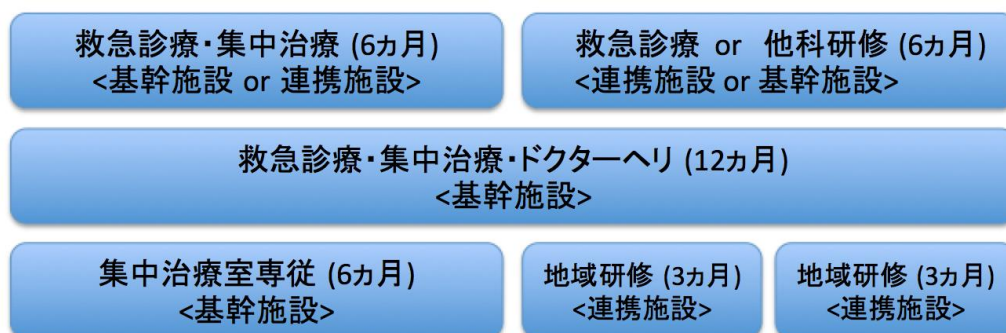 救急診療・集中治療 (6ヵ月)
<基幹施設 or 連携施設>
救急診療 or 他科研修 (6ヵ月)
<連携施設 or 基幹施設>
救急診療・集中治療・ドクターヘリ (12ヵ月)
<基幹施設>
集中治療室専従 (6ヵ月)
<基幹施設>
地域研修 (3ヵ月)
<連携施設>
地域研修 (3ヵ月)
<連携施設>